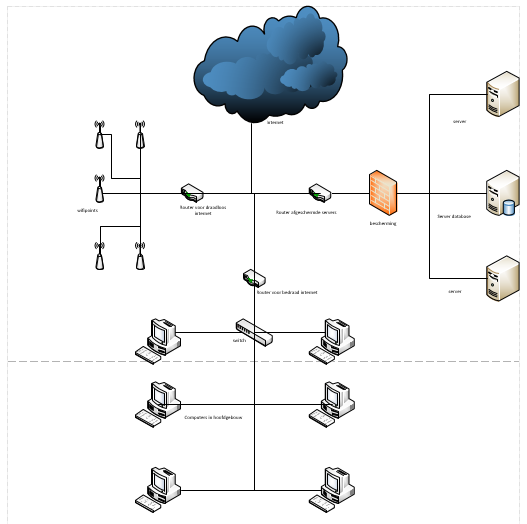 internet
server
wifipoints
Router voor draadloos
internet
Router afgeschermde servers
bescherming
Server database
Router voor bedraad internet
server
switch
Computers in hoofdgebouw